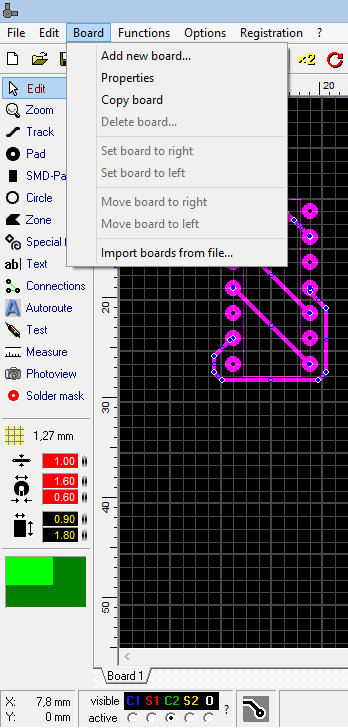 File Edit Board Functions Options Registration ?
Add new board...
Properties
Copy board
Delete board...
Set board to right
Set board to left
Move board to right
Move board to left
Import boards from file...
×2
Edit
Zoom
Track
Pad
SMD-Pa
Circle
Zone
Special
Text
Connections
Autoroute
Test
Measure
Photoview
Solder mask
ab
1,27 mm
1.00
1.60
0.60
0.90
1.80
20
20
30
40
50
Board 1
X: 7,8 mm
Y: 0 mm
visible C1 S1 C2 S2 O
active
?